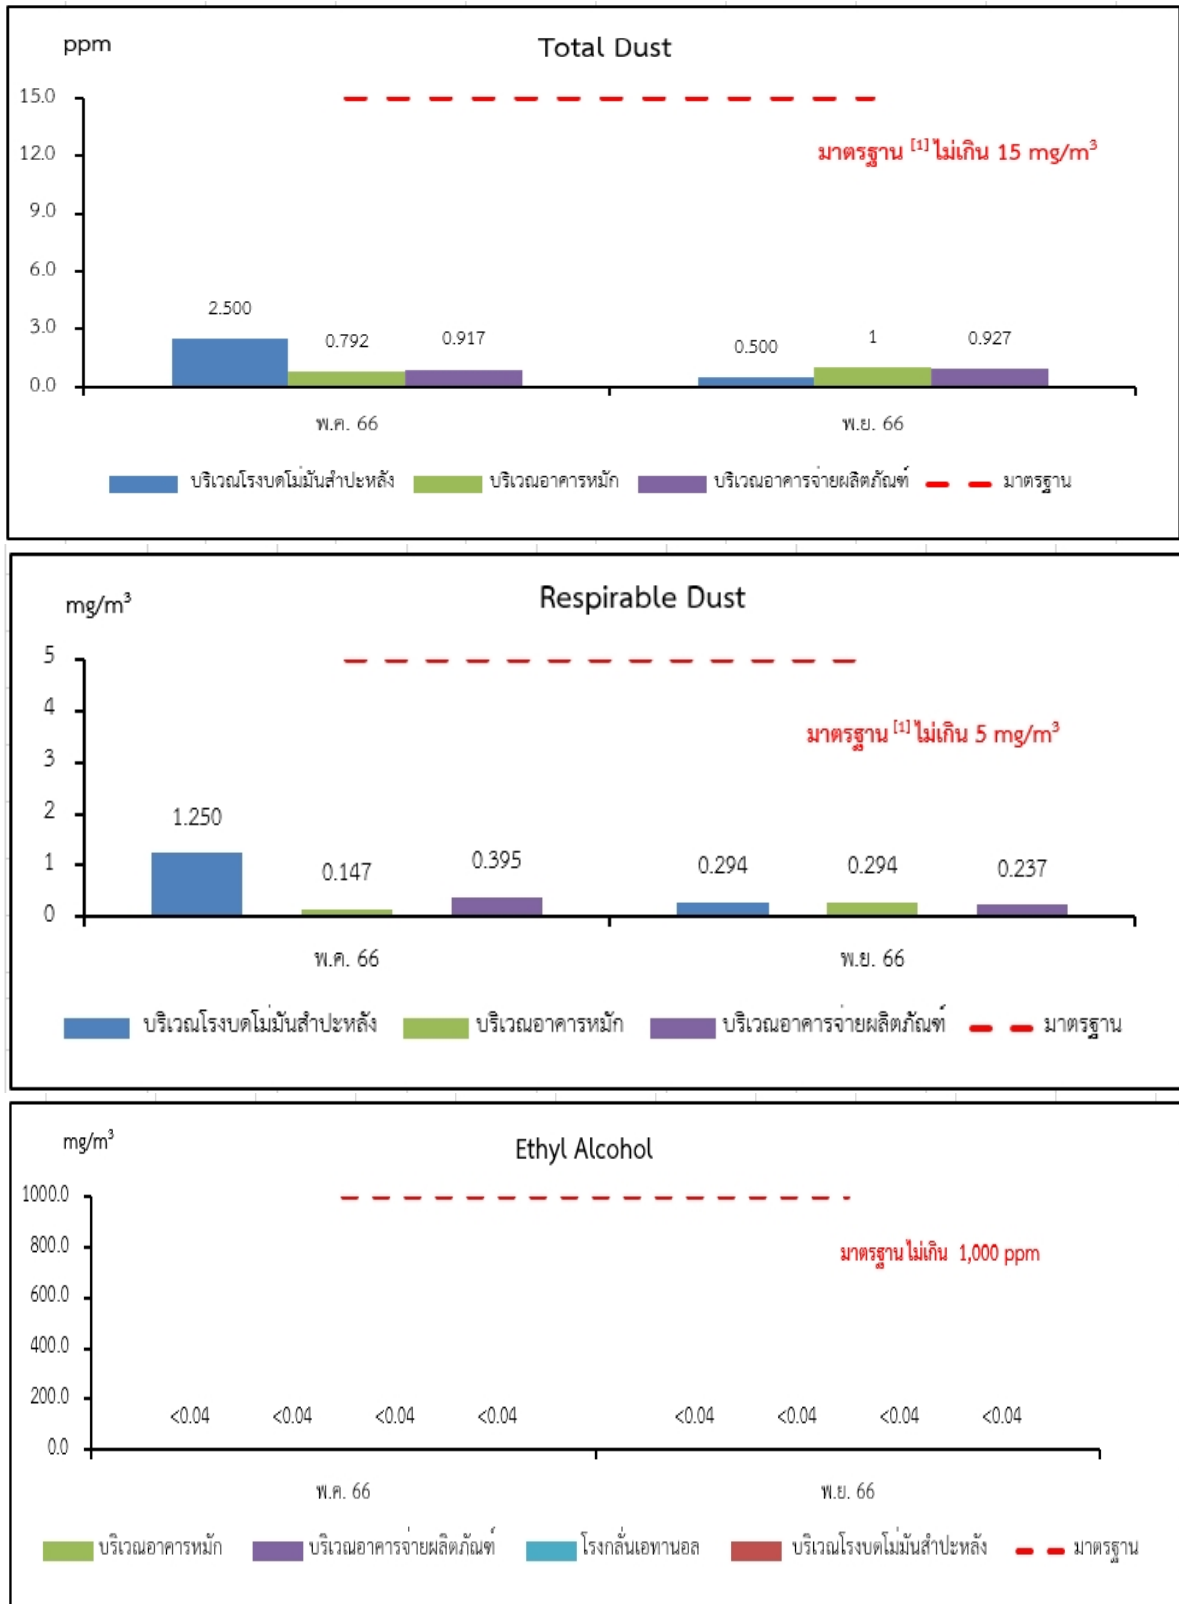 ppm
Total Dust
15.0
มาตรฐาน [1] ไม่เกิน 15 mg/m³
12.0
9.0
6.0
3.0
0.0
2.500
0.792
0.917
0.500
1
0.927
พ.ค. 66
พ.ย. 66
บริเวณโรงบดโม่มันสำปะหลัง
บริเวณอาคารหมัก
บริเวณอาคารจ่ายผลิตภัณฑ์
มาตรฐาน
mg/m³
Respirable Dust
5
มาตรฐาน [1] ไม่เกิน 5 mg/m³
4
3
2
1
0
1.250
0.147
0.395
0.294
0.294
0.237
พ.ค. 66
พ.ย. 66
บริเวณโรงบดโม่มันสำปะหลัง
บริเวณอาคารหมัก
บริเวณอาคารจ่ายผลิตภัณฑ์
มาตรฐาน
mg/m³
Ethyl Alcohol
1000.0
มาตรฐาน ไม่เกิน 1,000 ppm
800.0
600.0
400.0
200.0
0.0
<0.04
<0.04
<0.04
<0.04
<0.04
<0.04
<0.04
<0.04
พ.ค. 66
พ.ย. 66
บริเวณอาคารหมัก
บริเวณอาคารจ่ายผลิตภัณฑ์
โรงกลั่นเอทานอล
บริเวณโรงบดโม่มันสำปะหลัง
มาตรฐาน